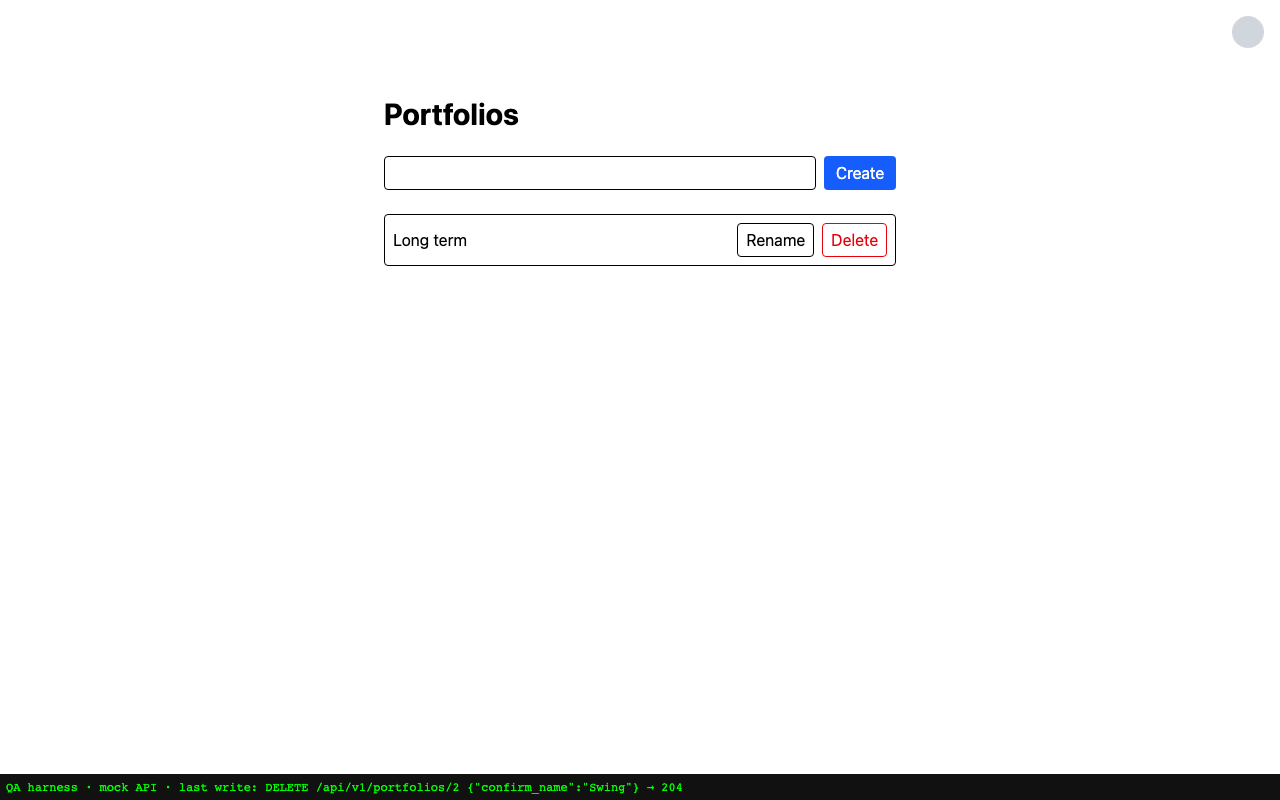 Portfolios
Create
Long term Rename Delete
QA harness · mock API · last write: DELETE /api/v1/portfolios/2 {"confirm_name":"Swing"} → 204